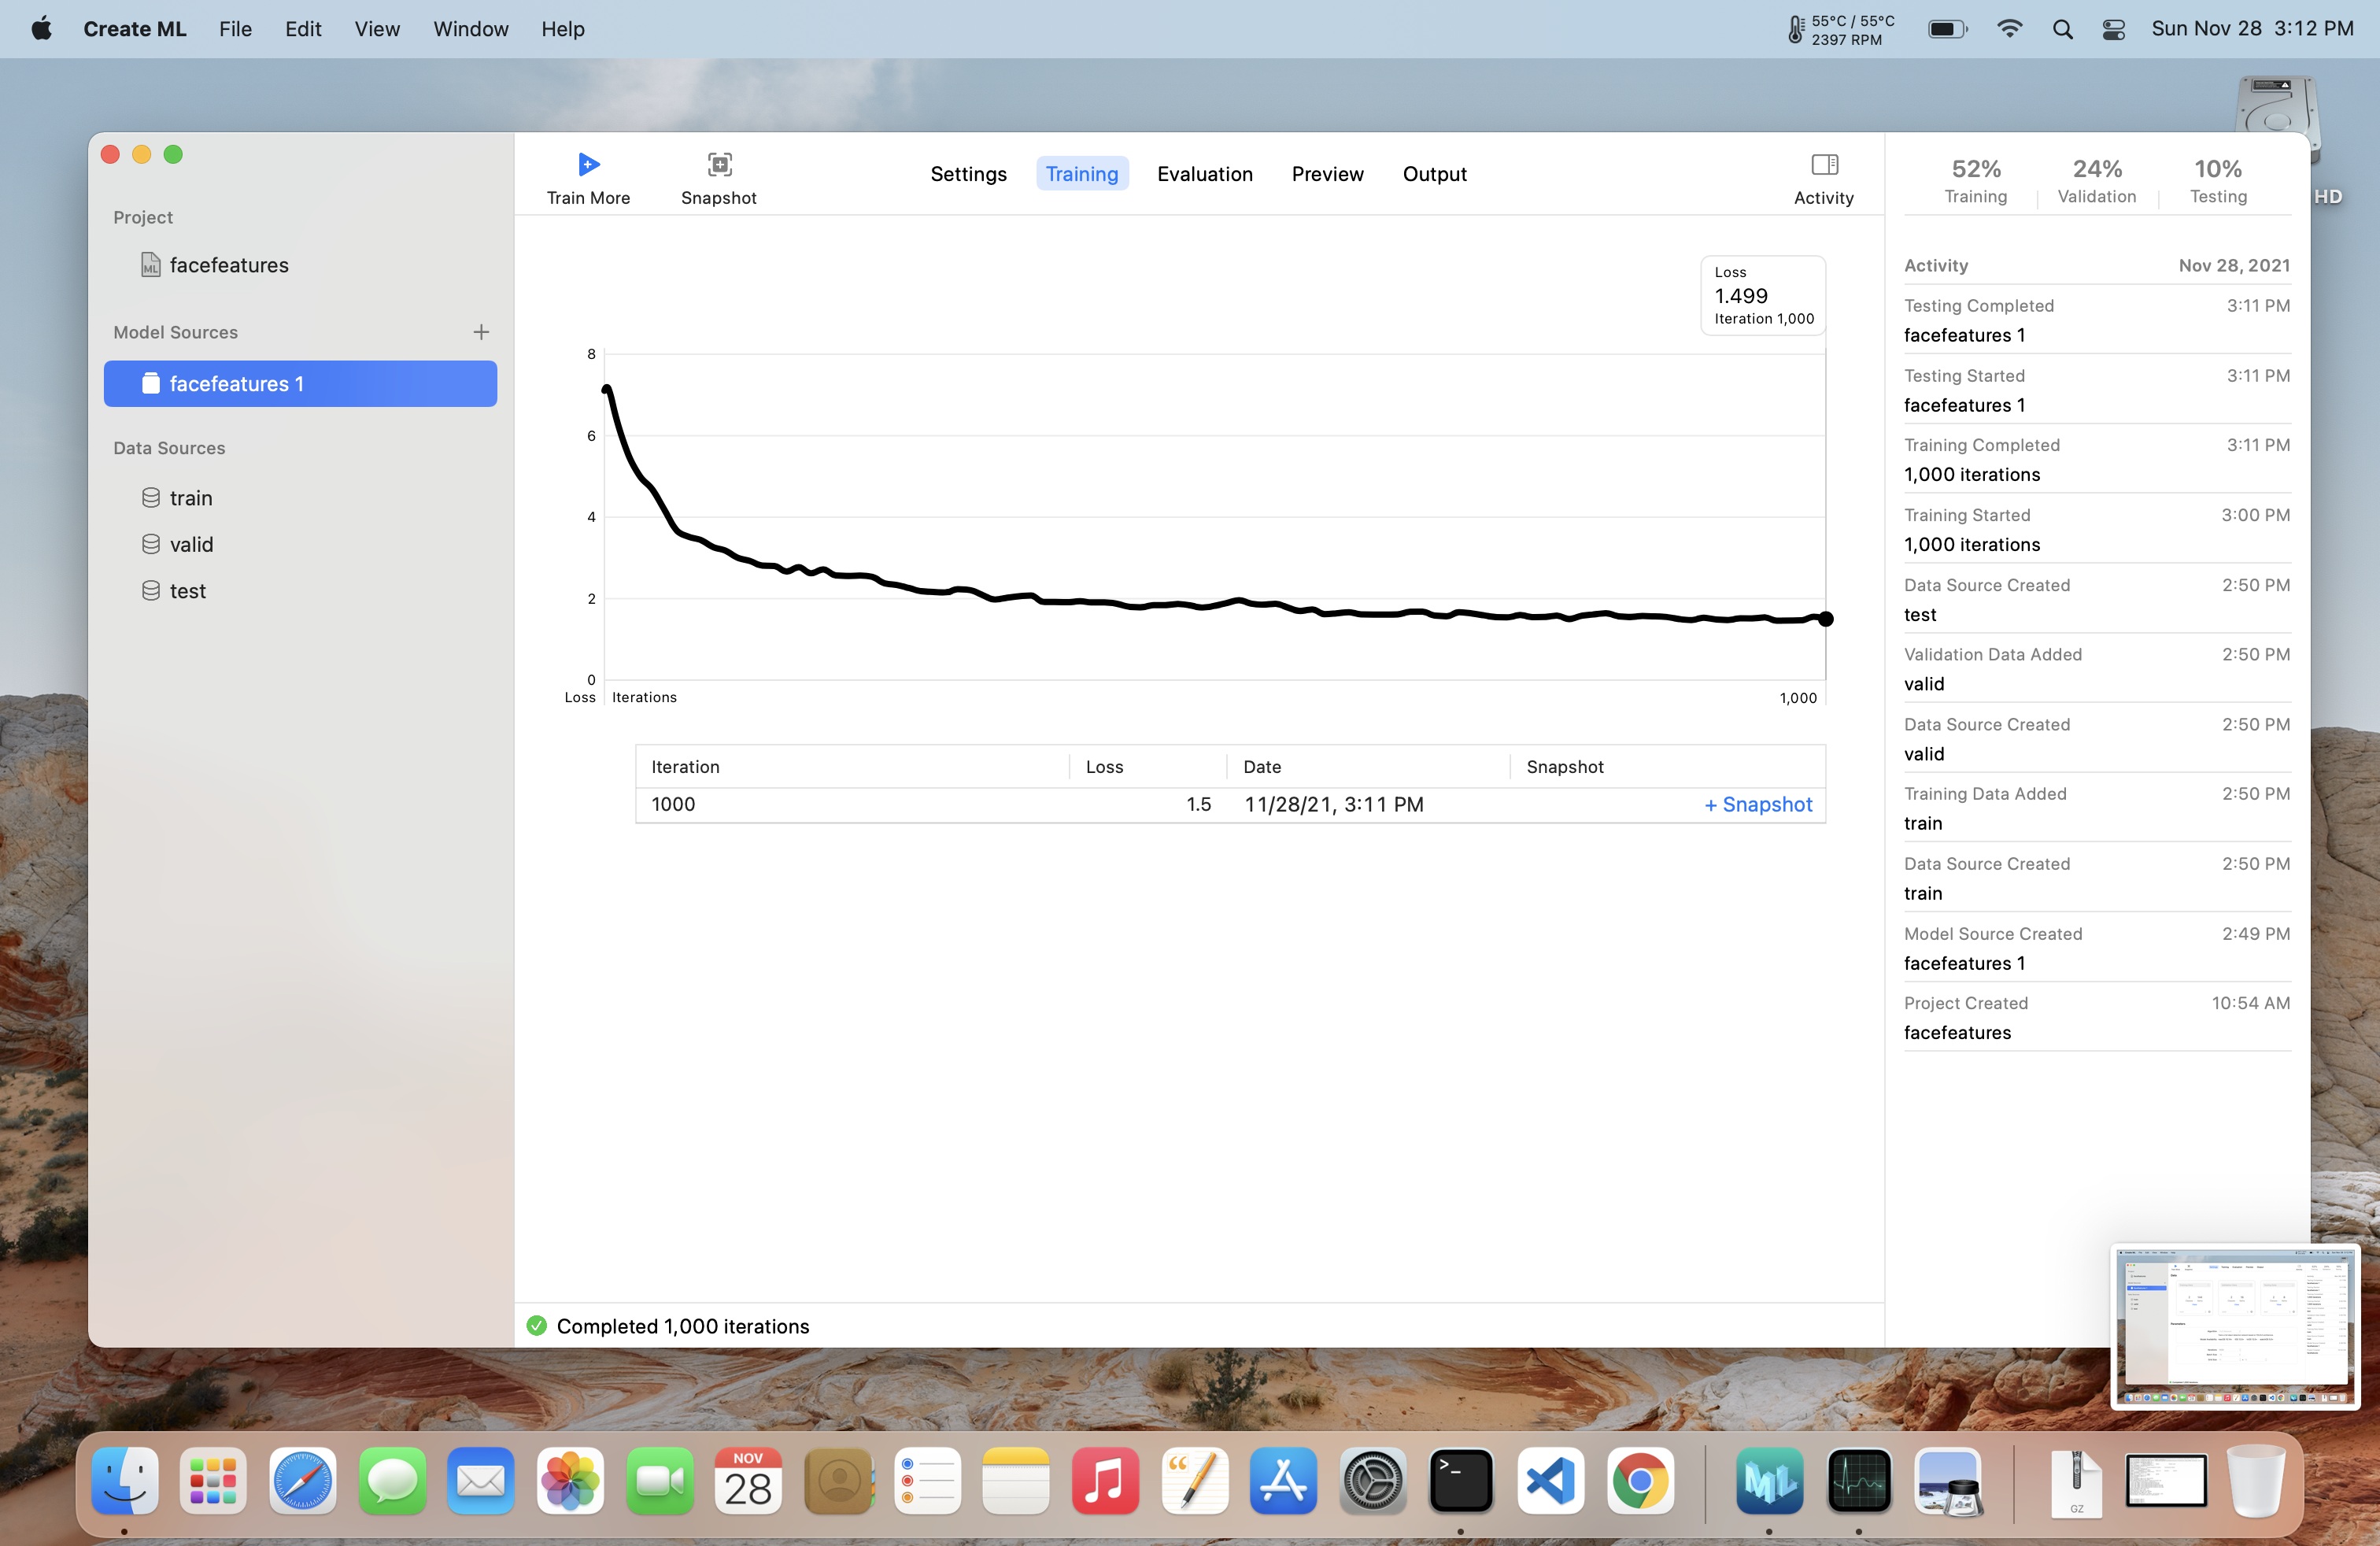 Create ML File Edit View Window Help
55°C / 55°C
2397 RPM
Sun Nov 28 3:12 PM
HD
Project
facefeatures
Model Sources +
facefeatures 1
Data Sources
train
valid
test
Train More
Snapshot
Settings Training Evaluation Preview Output
Activity
52% 24% 10%
Training Validation Testing
Loss
1.499
Iteration 1,000
8
6
4
2
0
Loss Iterations 1,000
Iteration Loss Date Snapshot
1000 1.5 11/28/21, 3:11 PM + Snapshot
Completed 1,000 iterations
Activity Nov 28, 2021
Testing Completed 3:11 PM
facefeatures 1
Testing Started 3:11 PM
facefeatures 1
Training Completed 3:11 PM
1,000 iterations
Training Started 3:00 PM
1,000 iterations
Data Source Created 2:50 PM
test
Validation Data Added 2:50 PM
valid
Data Source Created 2:50 PM
valid
Training Data Added 2:50 PM
train
Data Source Created 2:50 PM
train
Model Source Created 2:49 PM
facefeatures 1
Project Created 10:54 AM
facefeatures
NOV
28
>_
ML
GZ